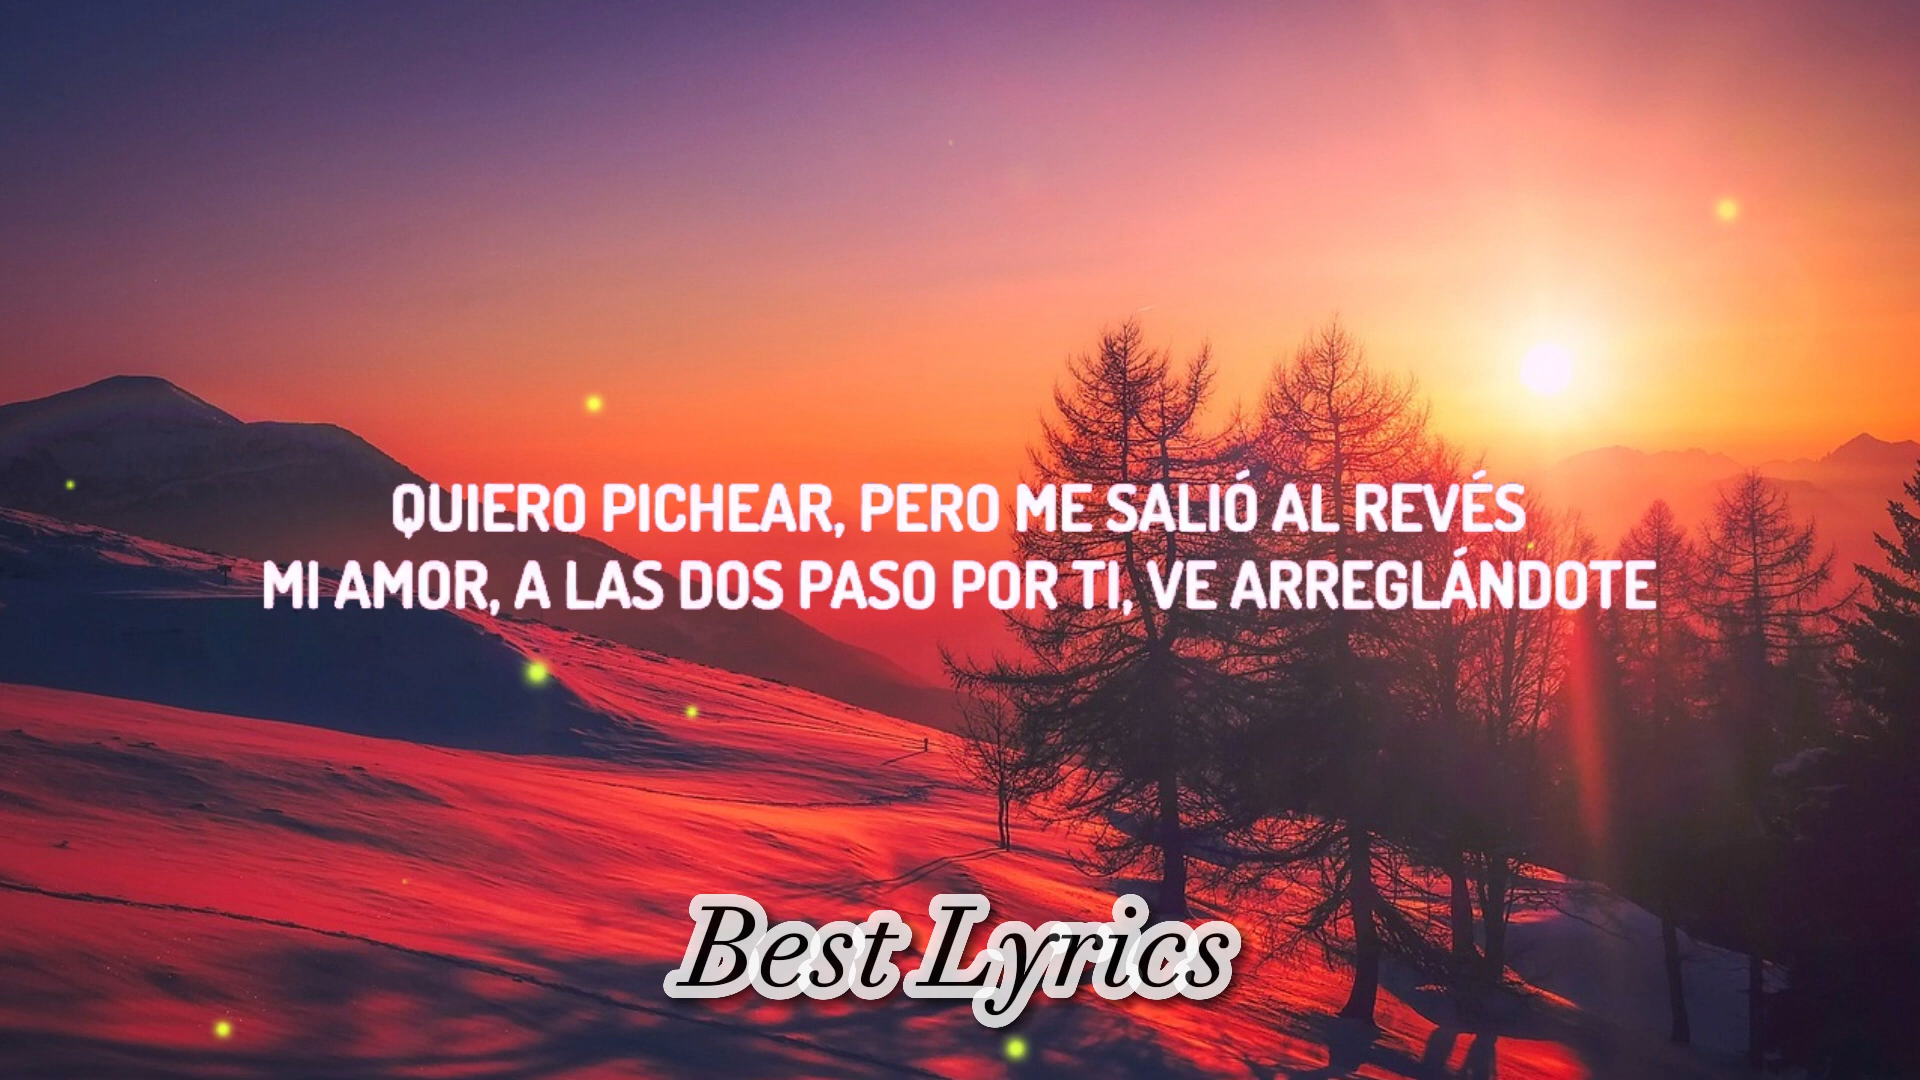 QUIERO PICHEAR, PERO ME SALIÓ AL REVÉS
MI AMOR, A LAS DOS PASO POR TI, VE ARREGLÁNDOTE
Best Lyrics